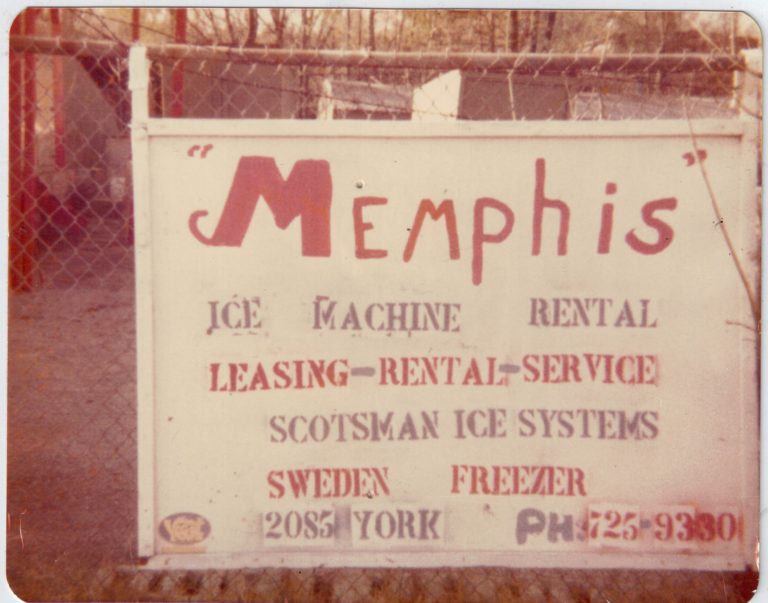 "Memphis"
ICE MACHINE RENTAL
LEASING-RENTAL-SERVICE
SCOTSMAN ICE SYSTEMS
SWEDEN FREEZER
2085 YORK PH: 725-9330